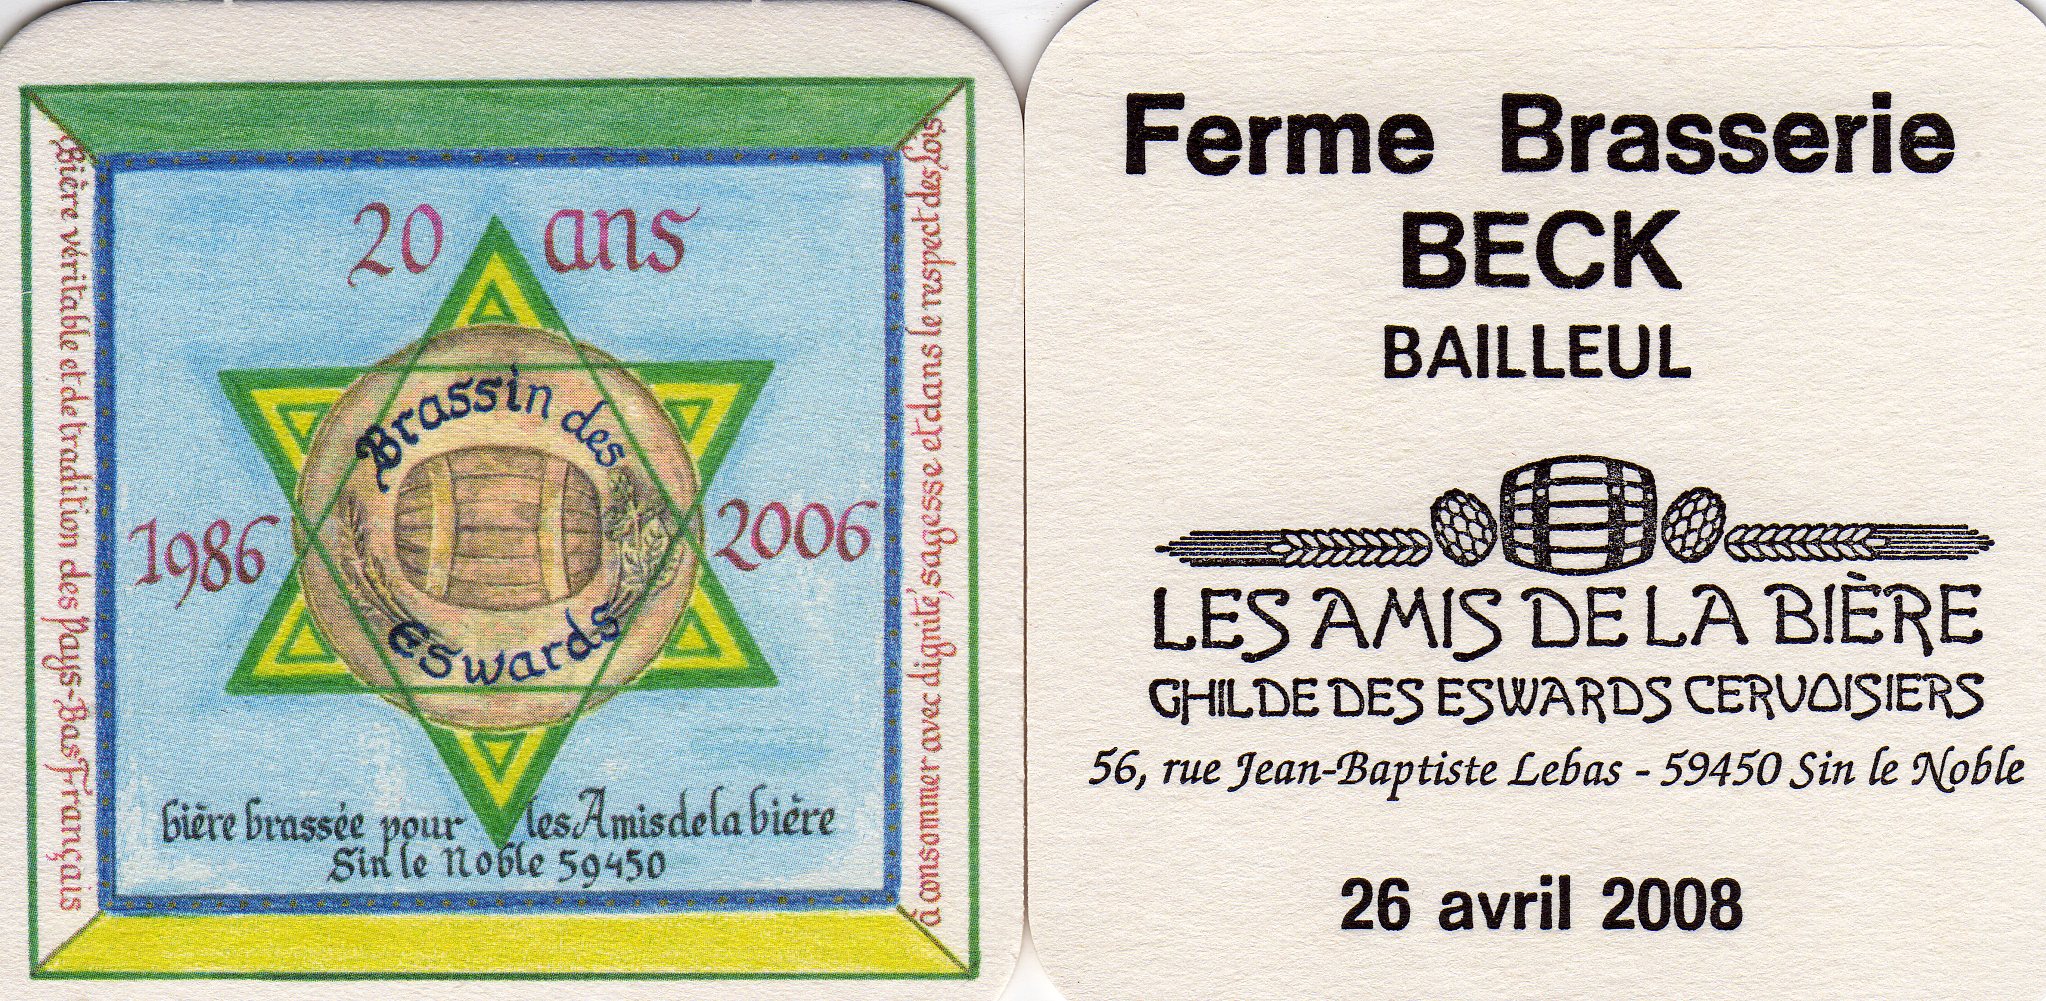 20 ans
Brassin des
1986
2006
Eswards
bière brassée pour les Amis de la bière
Sin le Noble 59450
Bière véritable et de tradition des Pays-Bas Français
à consommer avec dignité, sagesse et dans le respect des Lois
Ferme Brasserie
BECK
BAILLEUL
LES AMIS DE LA BIÈRE
GHILDE DES ESWARDS CERVOISIERS
56, rue Jean-Baptiste Lebas - 59450 Sin le Noble
26 avril 2008